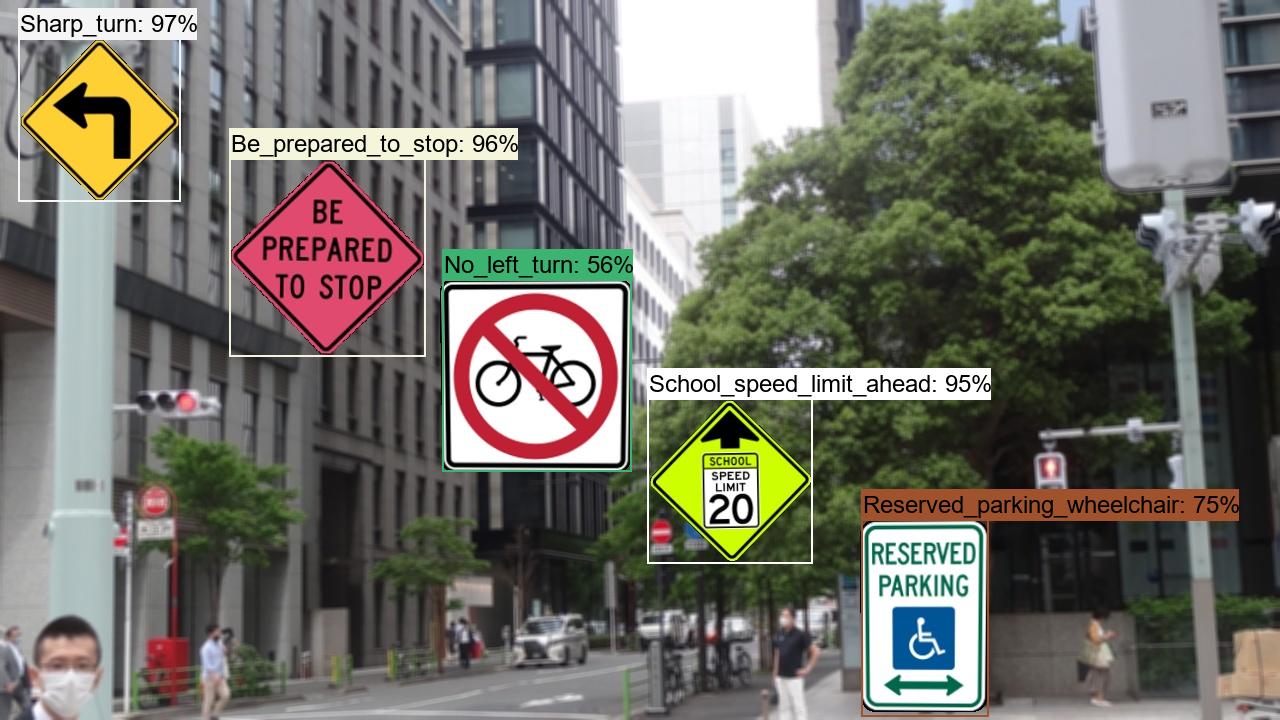 Sharp_turn: 97%
Be_prepared_to_stop: 96%
BE
PREPARED
TO STOP
No_left_turn: 56%
School_speed_limit_ahead: 95%
SCHOOL
SPEED
LIMIT
20
Reserved_parking_wheelchair: 75%
RESERVED
PARKING